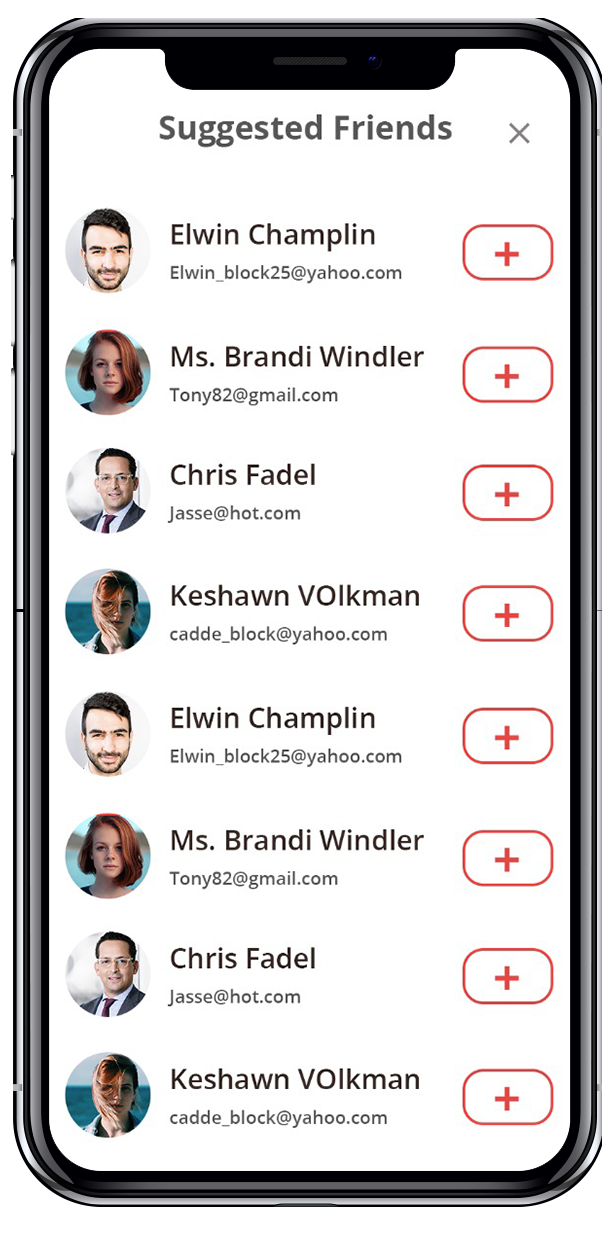 Suggested Friends
Elwin Champlin
Elwin_block25@yahoo.com
Ms. Brandi Windler
Tony82@gmail.com
Chris Fadel
Jasse@hot.com
Keshawn VOlkman
cadde_block@yahoo.com
Elwin Champlin
Elwin_block25@yahoo.com
Ms. Brandi Windler
Tony82@gmail.com
Chris Fadel
Jasse@hot.com
Keshawn VOlkman
cadde_block@yahoo.com